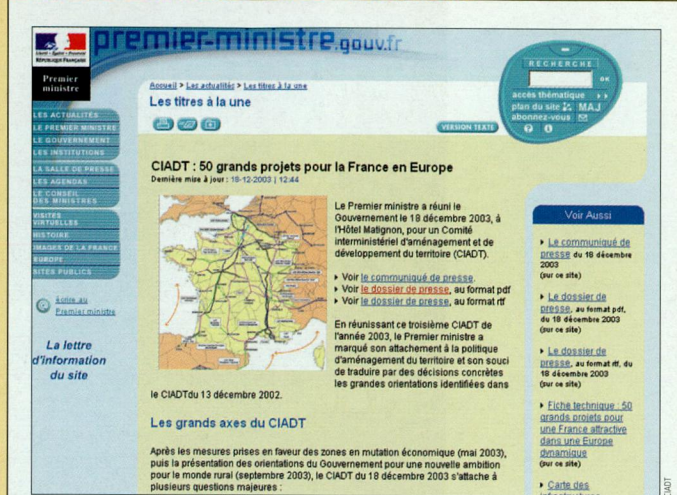 premier-ministre.gouv.fr
Liberté • Égalité • Fraternité
RÉPUBLIQUE FRANÇAISE
Premier
ministre
RECHERCHE
OK
accès thématique
plan du site MAJ
abonnez-vous
Accueil > Les actualités > Les titres à la une
Les titres à la une
VERSION TEXTE
LES ACTUALITÉS
LE PREMIER MINISTRE
LE GOUVERNEMENT
LES INSTITUTIONS
LA SALLE DE PRESSE
LES AGENDAS
LE CONSEIL
DES MINISTRES
VISITES
VIRTUELLES
HISTOIRE
IMAGES DE LA FRANCE
EUROPE
SITES PUBLICS
écrire au
Premier ministre
La lettre
d'information
du site
CIADT : 50 grands projets pour la France en Europe
Dernière mise à jour : 18-12-2003 | 12:44
Le Premier ministre a réuni le
Gouvernement le 18 décembre 2003, à
l'Hôtel Matignon, pour un Comité
interministériel d'aménagement et de
développement du territoire (CIADT).
Voir le communiqué de presse.
Voir le dossier de presse, au format pdf
Voir le dossier de presse, au format rtf
En réunissant ce troisième CIADT de
l'année 2003, le Premier ministre a
marqué son attachement à la politique
d'aménagement du territoire et son souci
de traduire par des décisions concrètes
les grandes orientations identifiées dans
le CIADTdu 13 décembre 2002.
Les grands axes du CIADT
Après les mesures prises en faveur des zones en mutation économique (mai 2003),
puis la présentation des orientations du Gouvernement pour une nouvelle ambition
pour le monde rural (septembre 2003), le CIADT du 18 décembre 2003 s'attache à
plusieurs questions majeures :
Voir Aussi
Le communiqué de
presse du 18 décembre
2003
(sur ce site)
Le dossier de
presse, au format pdf,
du 18 décembre 2003
(sur ce site)
Le dossier de
presse, au format rtf, du
18 décembre 2003
(sur ce site)
Fiche technique : 50
grands projets pour
une France attractive
dans une Europe
dynamique
(sur ce site)
Carte des
CIADT